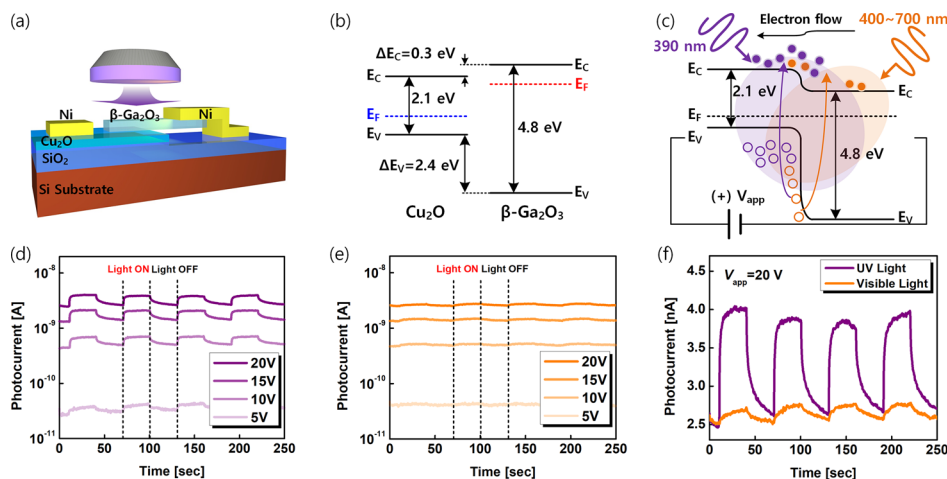 (a)
Ni
β-Ga₂O₃
Ni
Cu₂O
SiO₂
Si Substrate
(b)
ΔE_C=0.3 eV
E_C
E_C
E_F
2.1 eV
E_F
4.8 eV
E_V
ΔE_V=2.4 eV
E_V
Cu₂O
β-Ga₂O₃
(c)
400~700 nm
Electron flow
390 nm
E_C
2.1 eV
E_C
E_F
E_V
4.8 eV
(+) V_app
E_V
(d)
Photocurrent [A]
10⁻⁸
10⁻⁹
10⁻¹⁰
10⁻¹¹
Light ON
Light OFF
20V
15V
10V
5V
0 50 100 150 200 250
Time [sec]
(e)
Photocurrent [A]
10⁻⁸
10⁻⁹
10⁻¹⁰
10⁻¹¹
Light ON
Light OFF
20V
15V
10V
5V
0 50 100 150 200 250
Time [sec]
(f)
Photocurrent [nA]
4.5
4.0
3.5
3.0
2.5
V_app=20 V
UV Light
Visible Light
0 50 100 150 200 250
Time [sec]